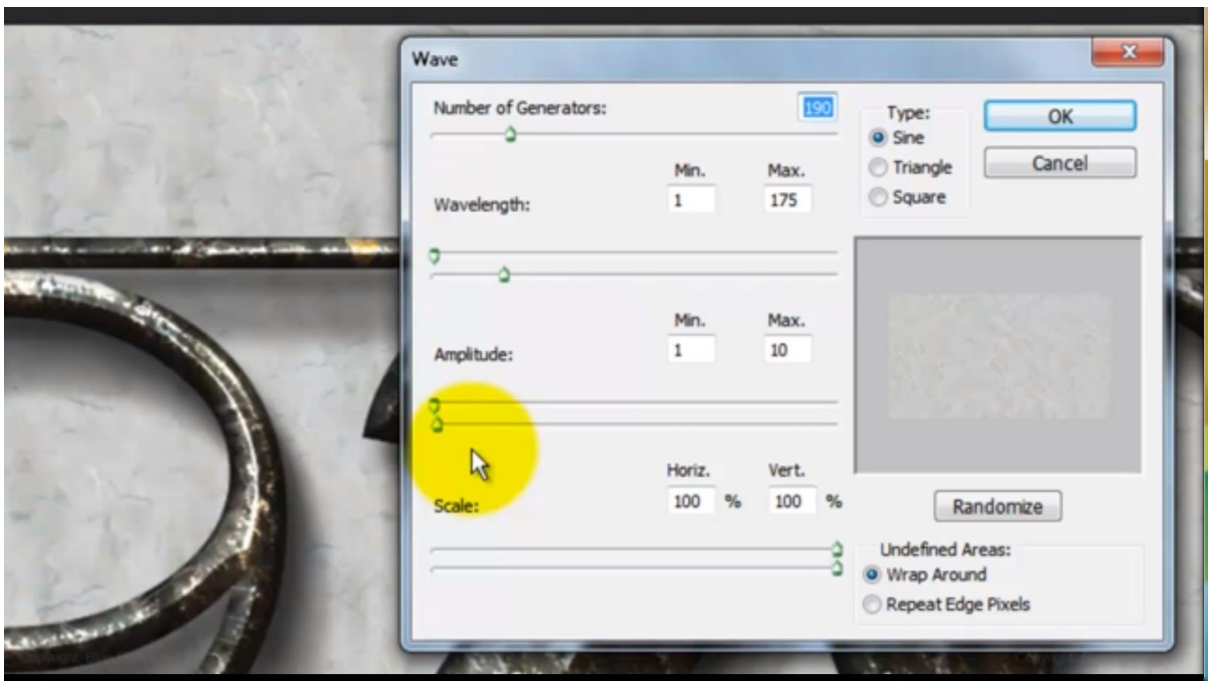 Wave
Number of Generators: 190
Type:
Sine
Triangle
Square
OK
Cancel
Min. Max.
Wavelength: 1 175
Min. Max.
Amplitude: 1 10
Horiz. Vert.
Scale: 100 % 100 %
Randomize
Undefined Areas:
Wrap Around
Repeat Edge Pixels
Copyright